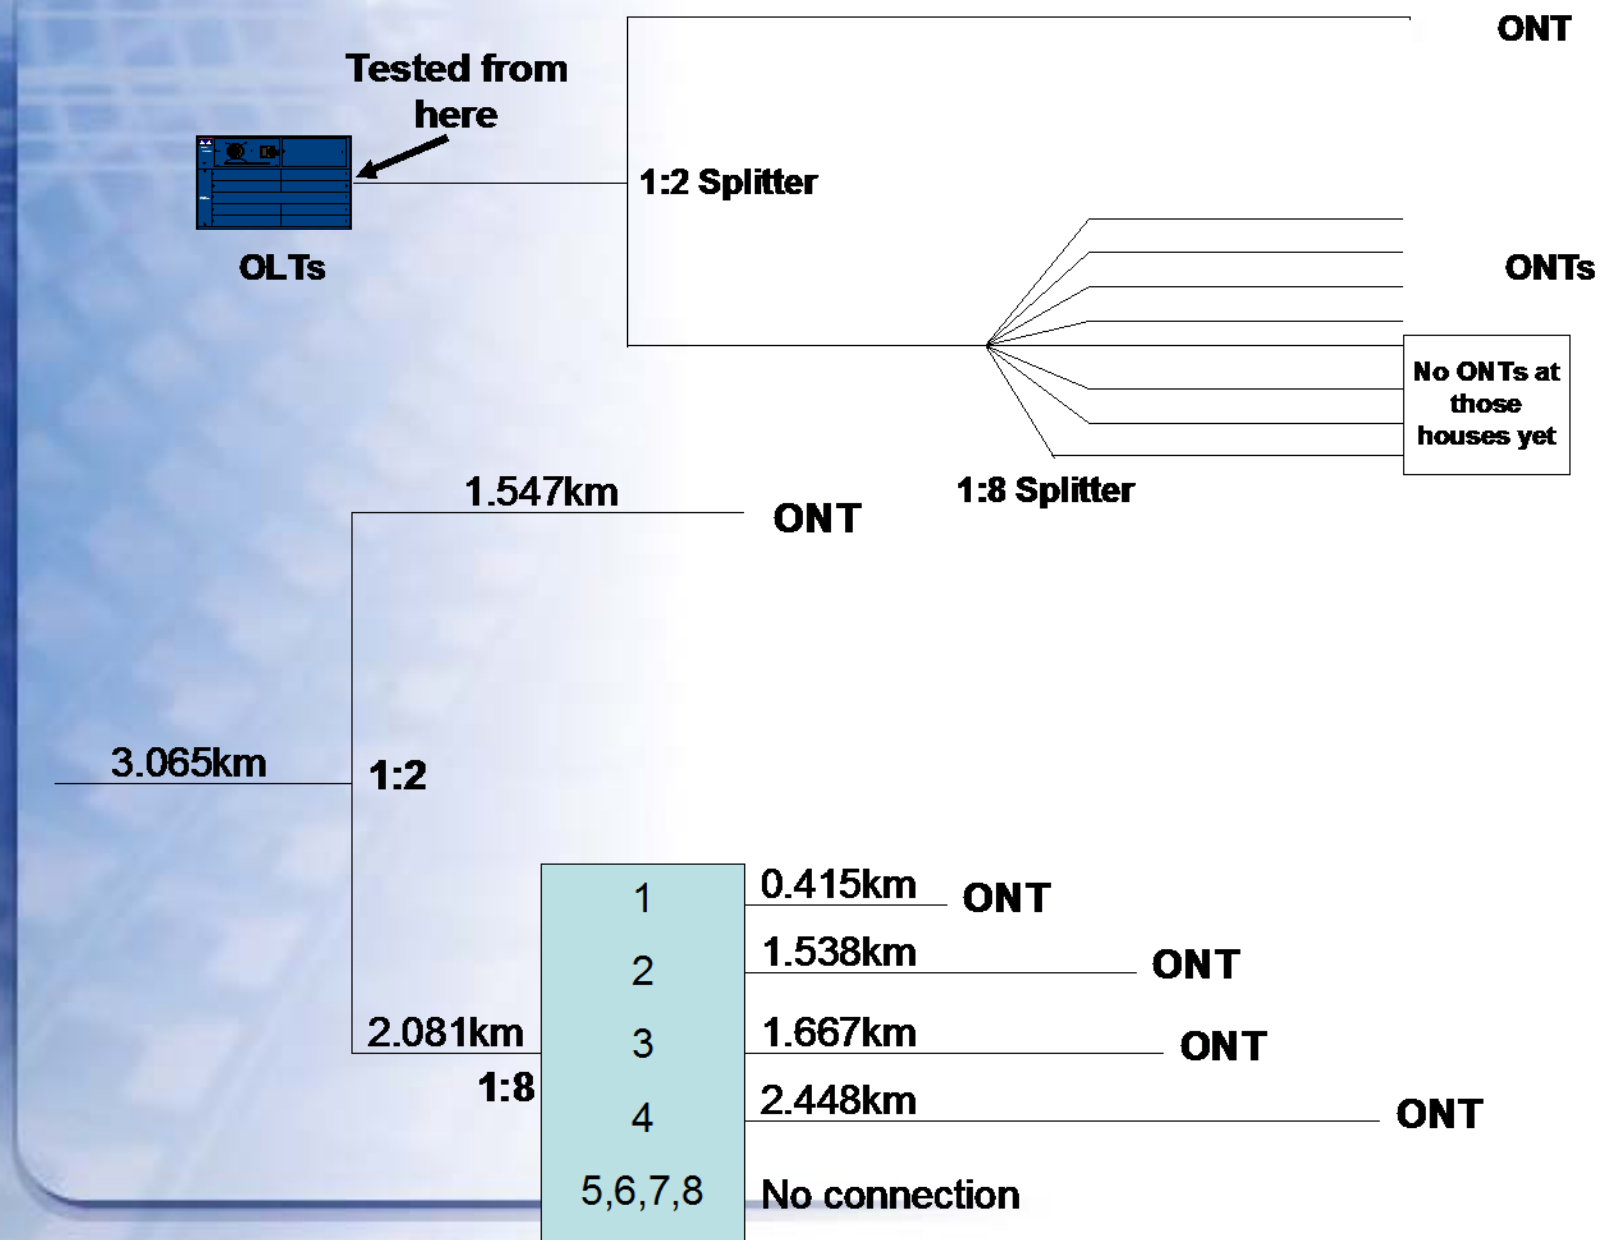 ONT
Tested from
here
1:2 Splitter
OLTs
ONTs
No ONTs at
those
houses yet
1:8 Splitter
1.547km
ONT
3.065km
1:2
1
0.415km
ONT
2
1.538km
ONT
2.081km
3
1.667km
ONT
1:8
4
2.448km
ONT
5,6,7,8
No connection